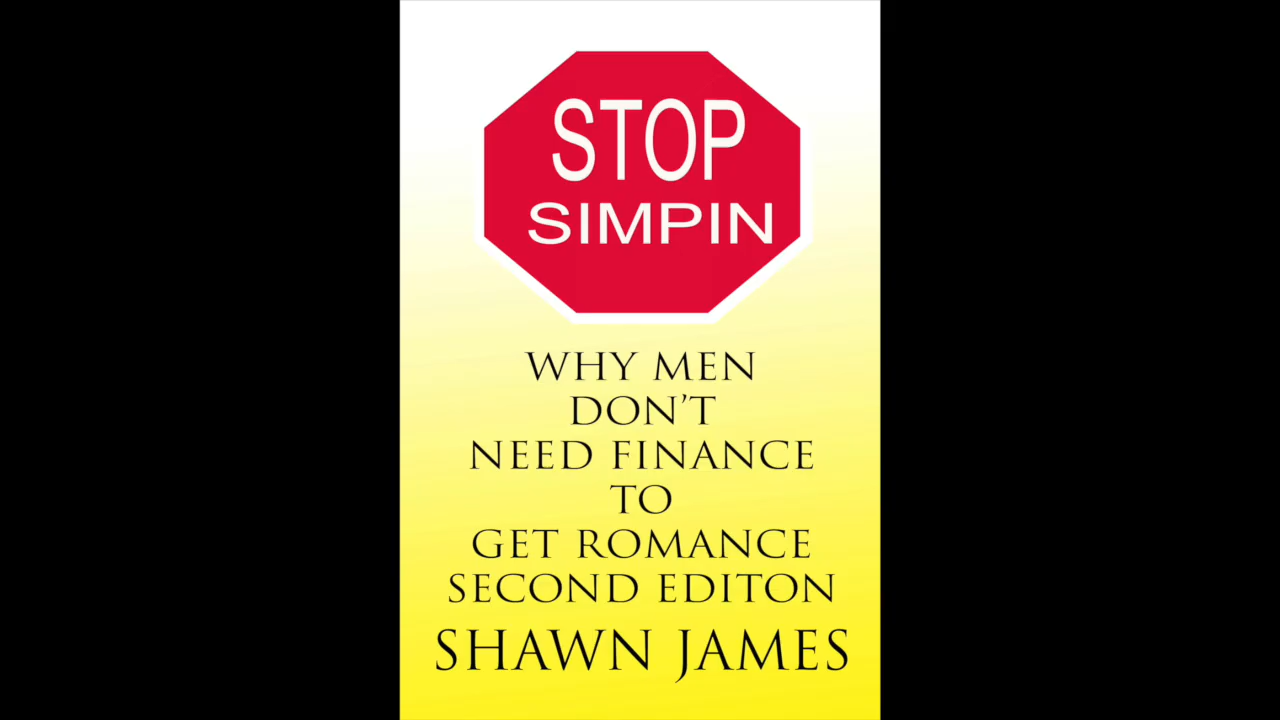 STOP
SIMPIN
WHY MEN
DON'T
NEED FINANCE
TO
GET ROMANCE
SECOND EDITON
SHAWN JAMES